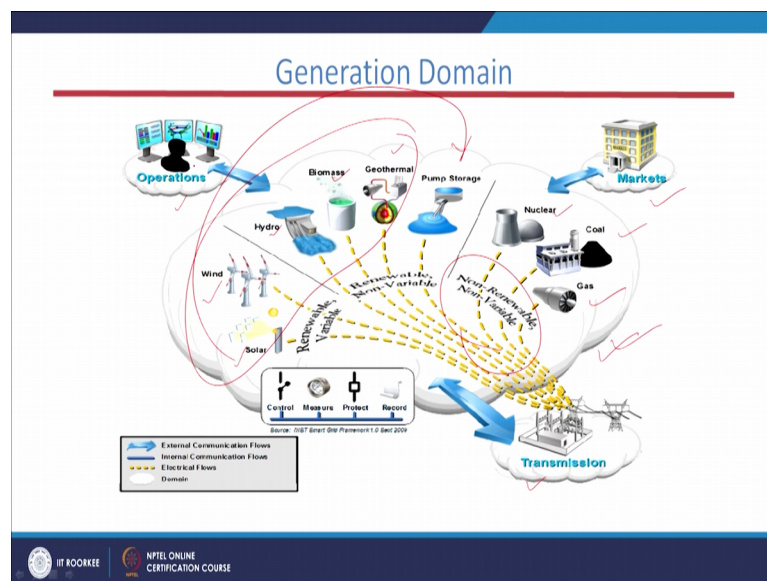 Generation Domain
Operations
Markets
Biomass
Geothermal
Pump Storage
Hydro
Nuclear
Coal
Gas
Wind
Solar
Renewable,
Variable
Renewable,
Non-Variable
Non-Renewable,
Non-Variable
Control Measure Protect Record
Source: NIST Smart Grid Framework 1.0 Sept 2009
Transmission
External Communication Flows
Internal Communication Flows
Electrical Flows
Domain
IIT ROORKEE
NPTEL ONLINE
CERTIFICATION COURSE